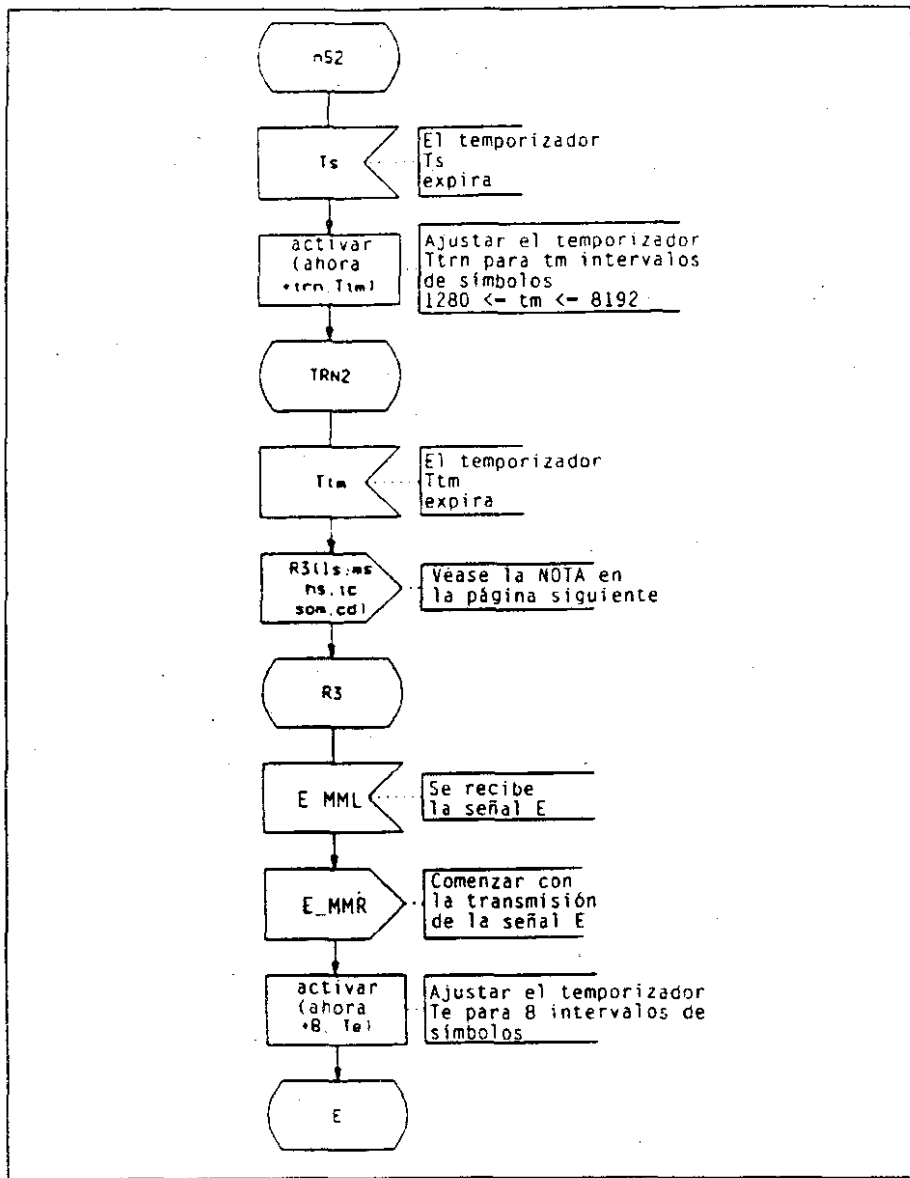 nS2
Ts
El temporizador
Ts
expira
activar
(ahora
+trn.Ttm)
Ajustar el temporizador
Ttrn para tm intervalos
de símbolos
1280 <= tm <= 8192
TRN2
Ttm
El temporizador
Ttm
expira
R3(ls.ms
hs.tc
som.cd)
Véase la NOTA en
la página siguiente
R3
E MML
Se recibe
la señal E
E_MMR
Comenzar con
la transmisión
de la señal E
activar
(ahora
+8. Te)
Ajustar el temporizador
Te para 8 intervalos de
símbolos
E